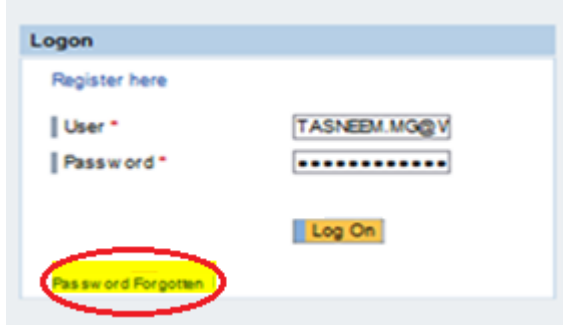 Logon
Register here
User *
TASNEEM.MG@V
Password *
••••••••••••
Log On
Password Forgotten